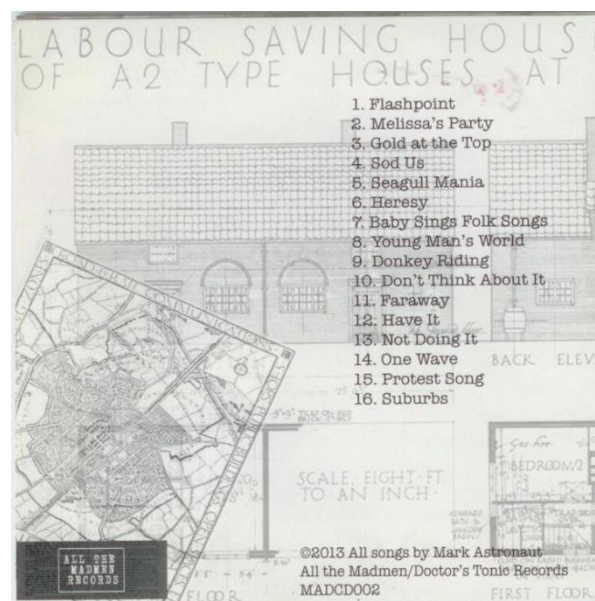 LABOUR SAVING HOUS
OF A2 TYPE HOUSES AT
1. Flashpoint
2. Melissa's Party
3. Gold at the Top
4. Sod Us
5. Seagull Mania
6. Heresy
7. Baby Sings Folk Songs
8. Young Man's World
9. Donkey Riding
10. Don't Think About It
11. Faraway
12. Have It
13. Not Doing It
14. One Wave
15. Protest Song
16. Suburbs
BACK ELEV
SCALE, EIGHT FT
TO AN INCH
Gas fire
BEDROOM 2
ALL THE
MADMEN
RECORDS
©2013 All songs by Mark Astronaut
All the Madmen/Doctor's Tonic Records
MADCD002
FLOOR
FIRST FLOOR